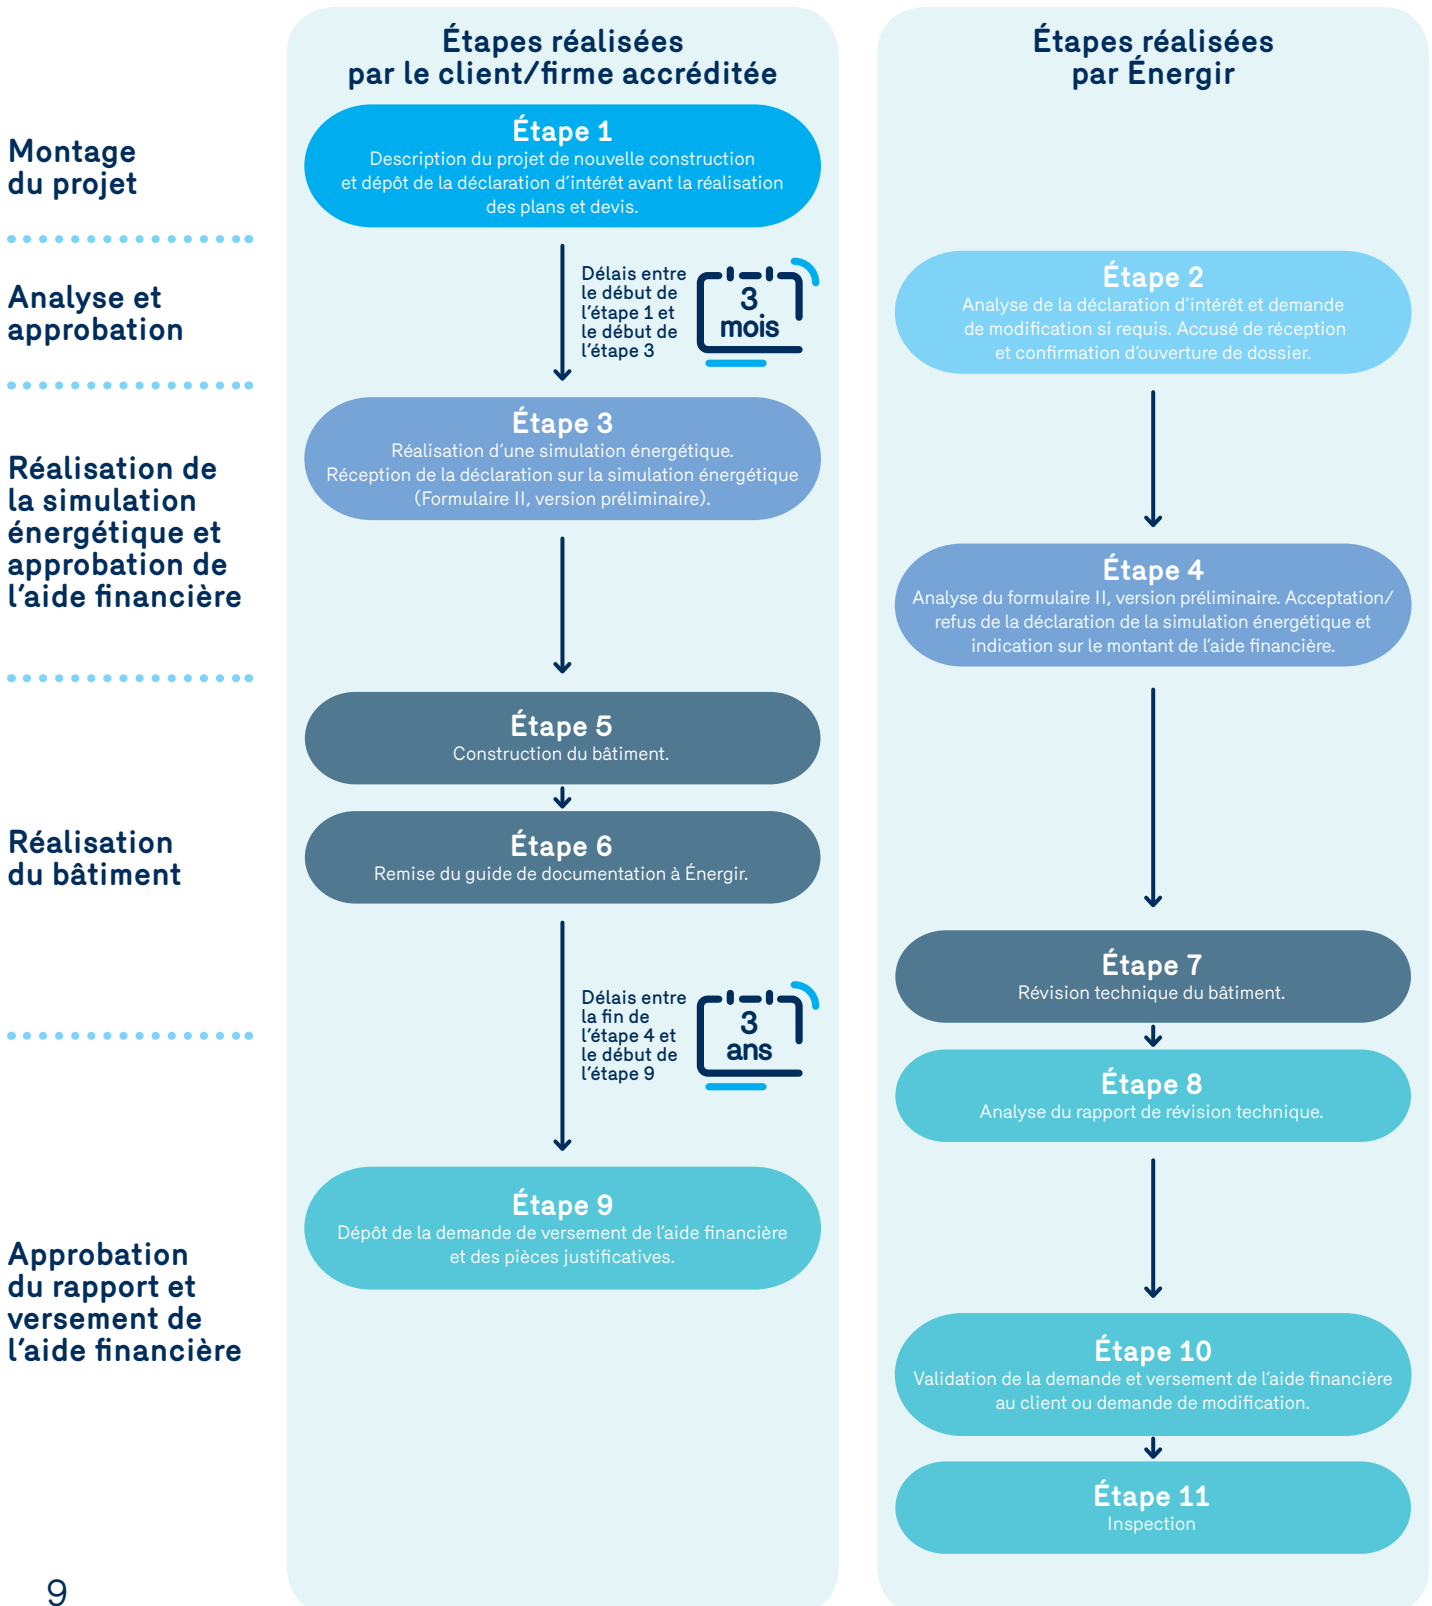 Étapes réalisées
par le client/firme accréditée
Étapes réalisées
par Énergir
Montage
du projet
Étape 1
Description du projet de nouvelle construction
et dépôt de la déclaration d’intérêt avant la réalisation
des plans et devis.
Analyse et
approbation
Délais entre
le début de
l’étape 1 et
le début de
l’étape 3
3
mois
Étape 2
Analyse de la déclaration d’intérêt et demande
de modification si requis. Accusé de réception
et confirmation d’ouverture de dossier.
Réalisation de
la simulation
énergétique et
approbation de
l’aide financière
Étape 3
Réalisation d’une simulation énergétique.
Réception de la déclaration sur la simulation énergétique
(Formulaire II, version préliminaire).
Étape 4
Analyse du formulaire II, version préliminaire. Acceptation/
refus de la déclaration de la simulation énergétique et
indication sur le montant de l’aide financière.
Réalisation
du bâtiment
Étape 5
Construction du bâtiment.
Étape 6
Remise du guide de documentation à Énergir.
Étape 7
Révision technique du bâtiment.
Délais entre
la fin de
l’étape 4 et
le début de
l’étape 9
3
ans
Étape 8
Analyse du rapport de révision technique.
Approbation
du rapport et
versement de
l’aide financière
Étape 9
Dépôt de la demande de versement de l’aide financière
et des pièces justificatives.
Étape 10
Validation de la demande et versement de l’aide financière
au client ou demande de modification.
Étape 11
Inspection
9